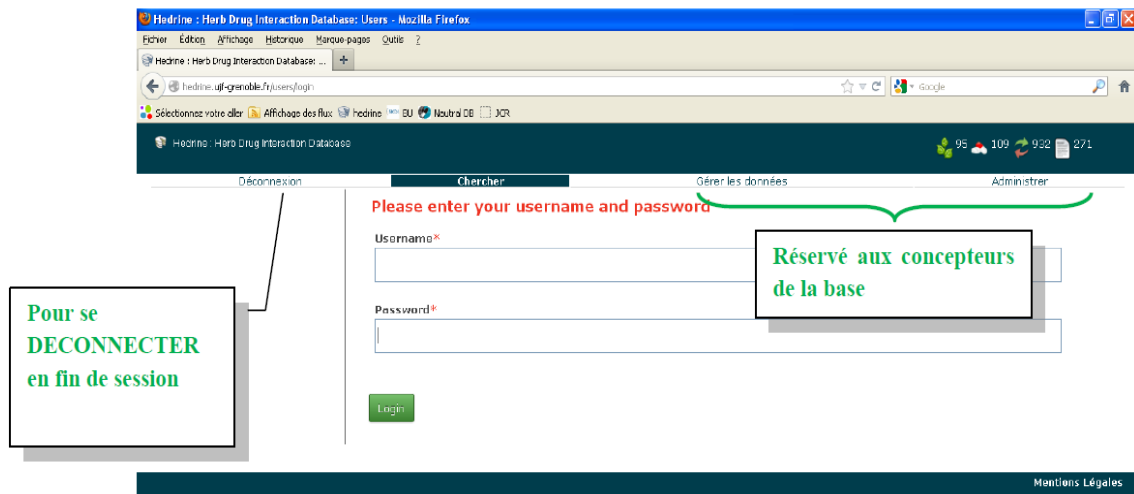 Hedrine : Herb Drug Interaction Database: Users - Mozilla Firefox
Fichier Édition Affichage Historique Marque-pages Outils ?
Hedrine : Herb Drug Interaction Database: ... +
hedrine.ujf-grenoble.fr/users/login Google
Sélectionnez votre aller Affichage des flux hedrine BU Nautral DB JCR
Hedrine : Herb Drug Interaction Database 95 109 932 271
Déconnexion Chercher Gérer les données Administrer
Please enter your username and password
Username*
Réservé aux concepteurs
de la base
Password*
Pour se
DECONNECTER
en fin de session
Login
Mentions Légales